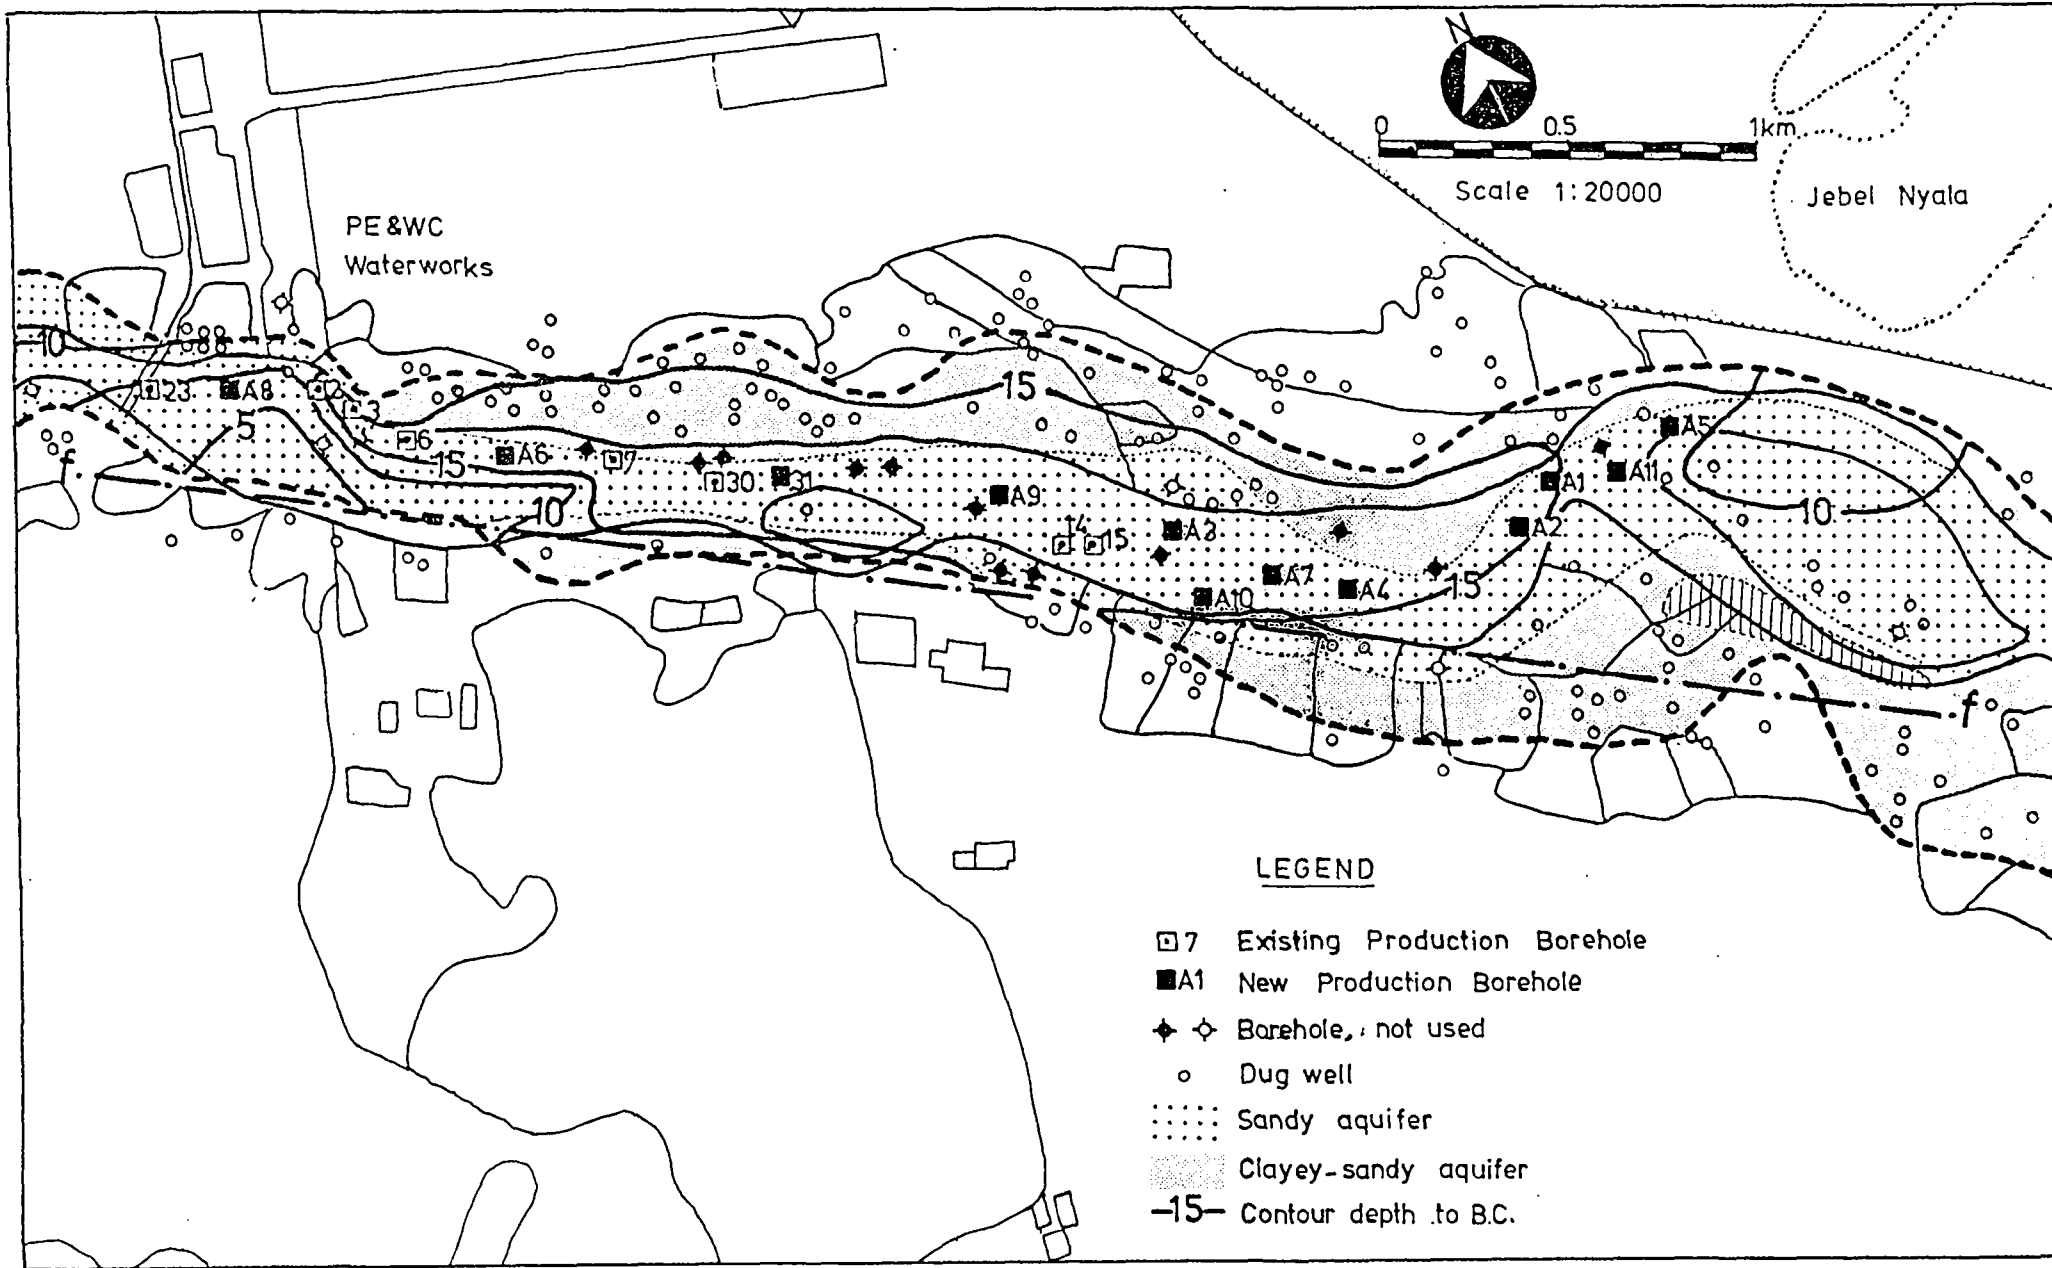 N
0 0.5 1km
Scale 1:20000
Jebel Nyala
PE&WC
Waterworks
10
15
23
A8
2
3
6
5
15
A6
7
30
31
10
A9
14
15
A3
A10
A7
A4
15
A1
A2
A11
A5
10
f
f
LEGEND
7 Existing Production Borehole
A1 New Production Borehole
Borehole, not used
Dug well
Sandy aquifer
Clayey-sandy aquifer
-15- Contour depth to B.C.